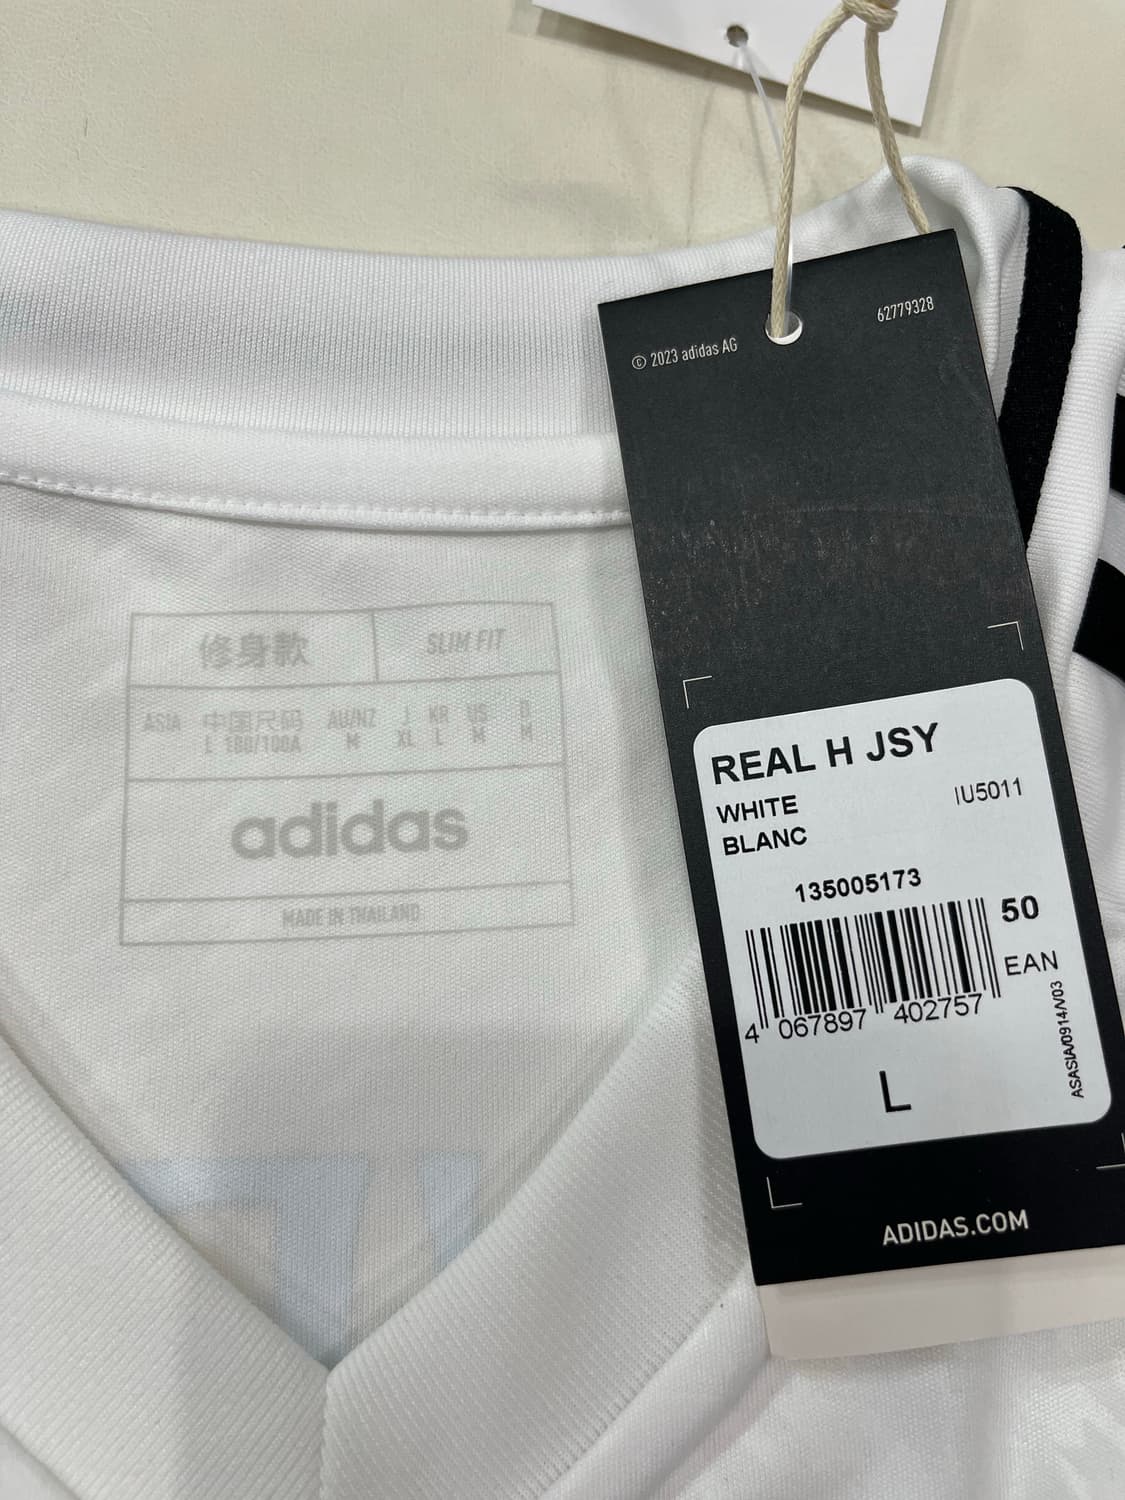 © 2023 adidas AG
62779328
修身款
SLIM FIT
ASIA 中国尺码 AU/NZ J KR US D
L 180/100A M XL L M M
adidas
MADE IN THAILAND
REAL H JSY
WHITE
IU5011
BLANC
135005173
50
EAN
4 067897 402757
L
ASASIA/0914/V03
ADIDAS.COM